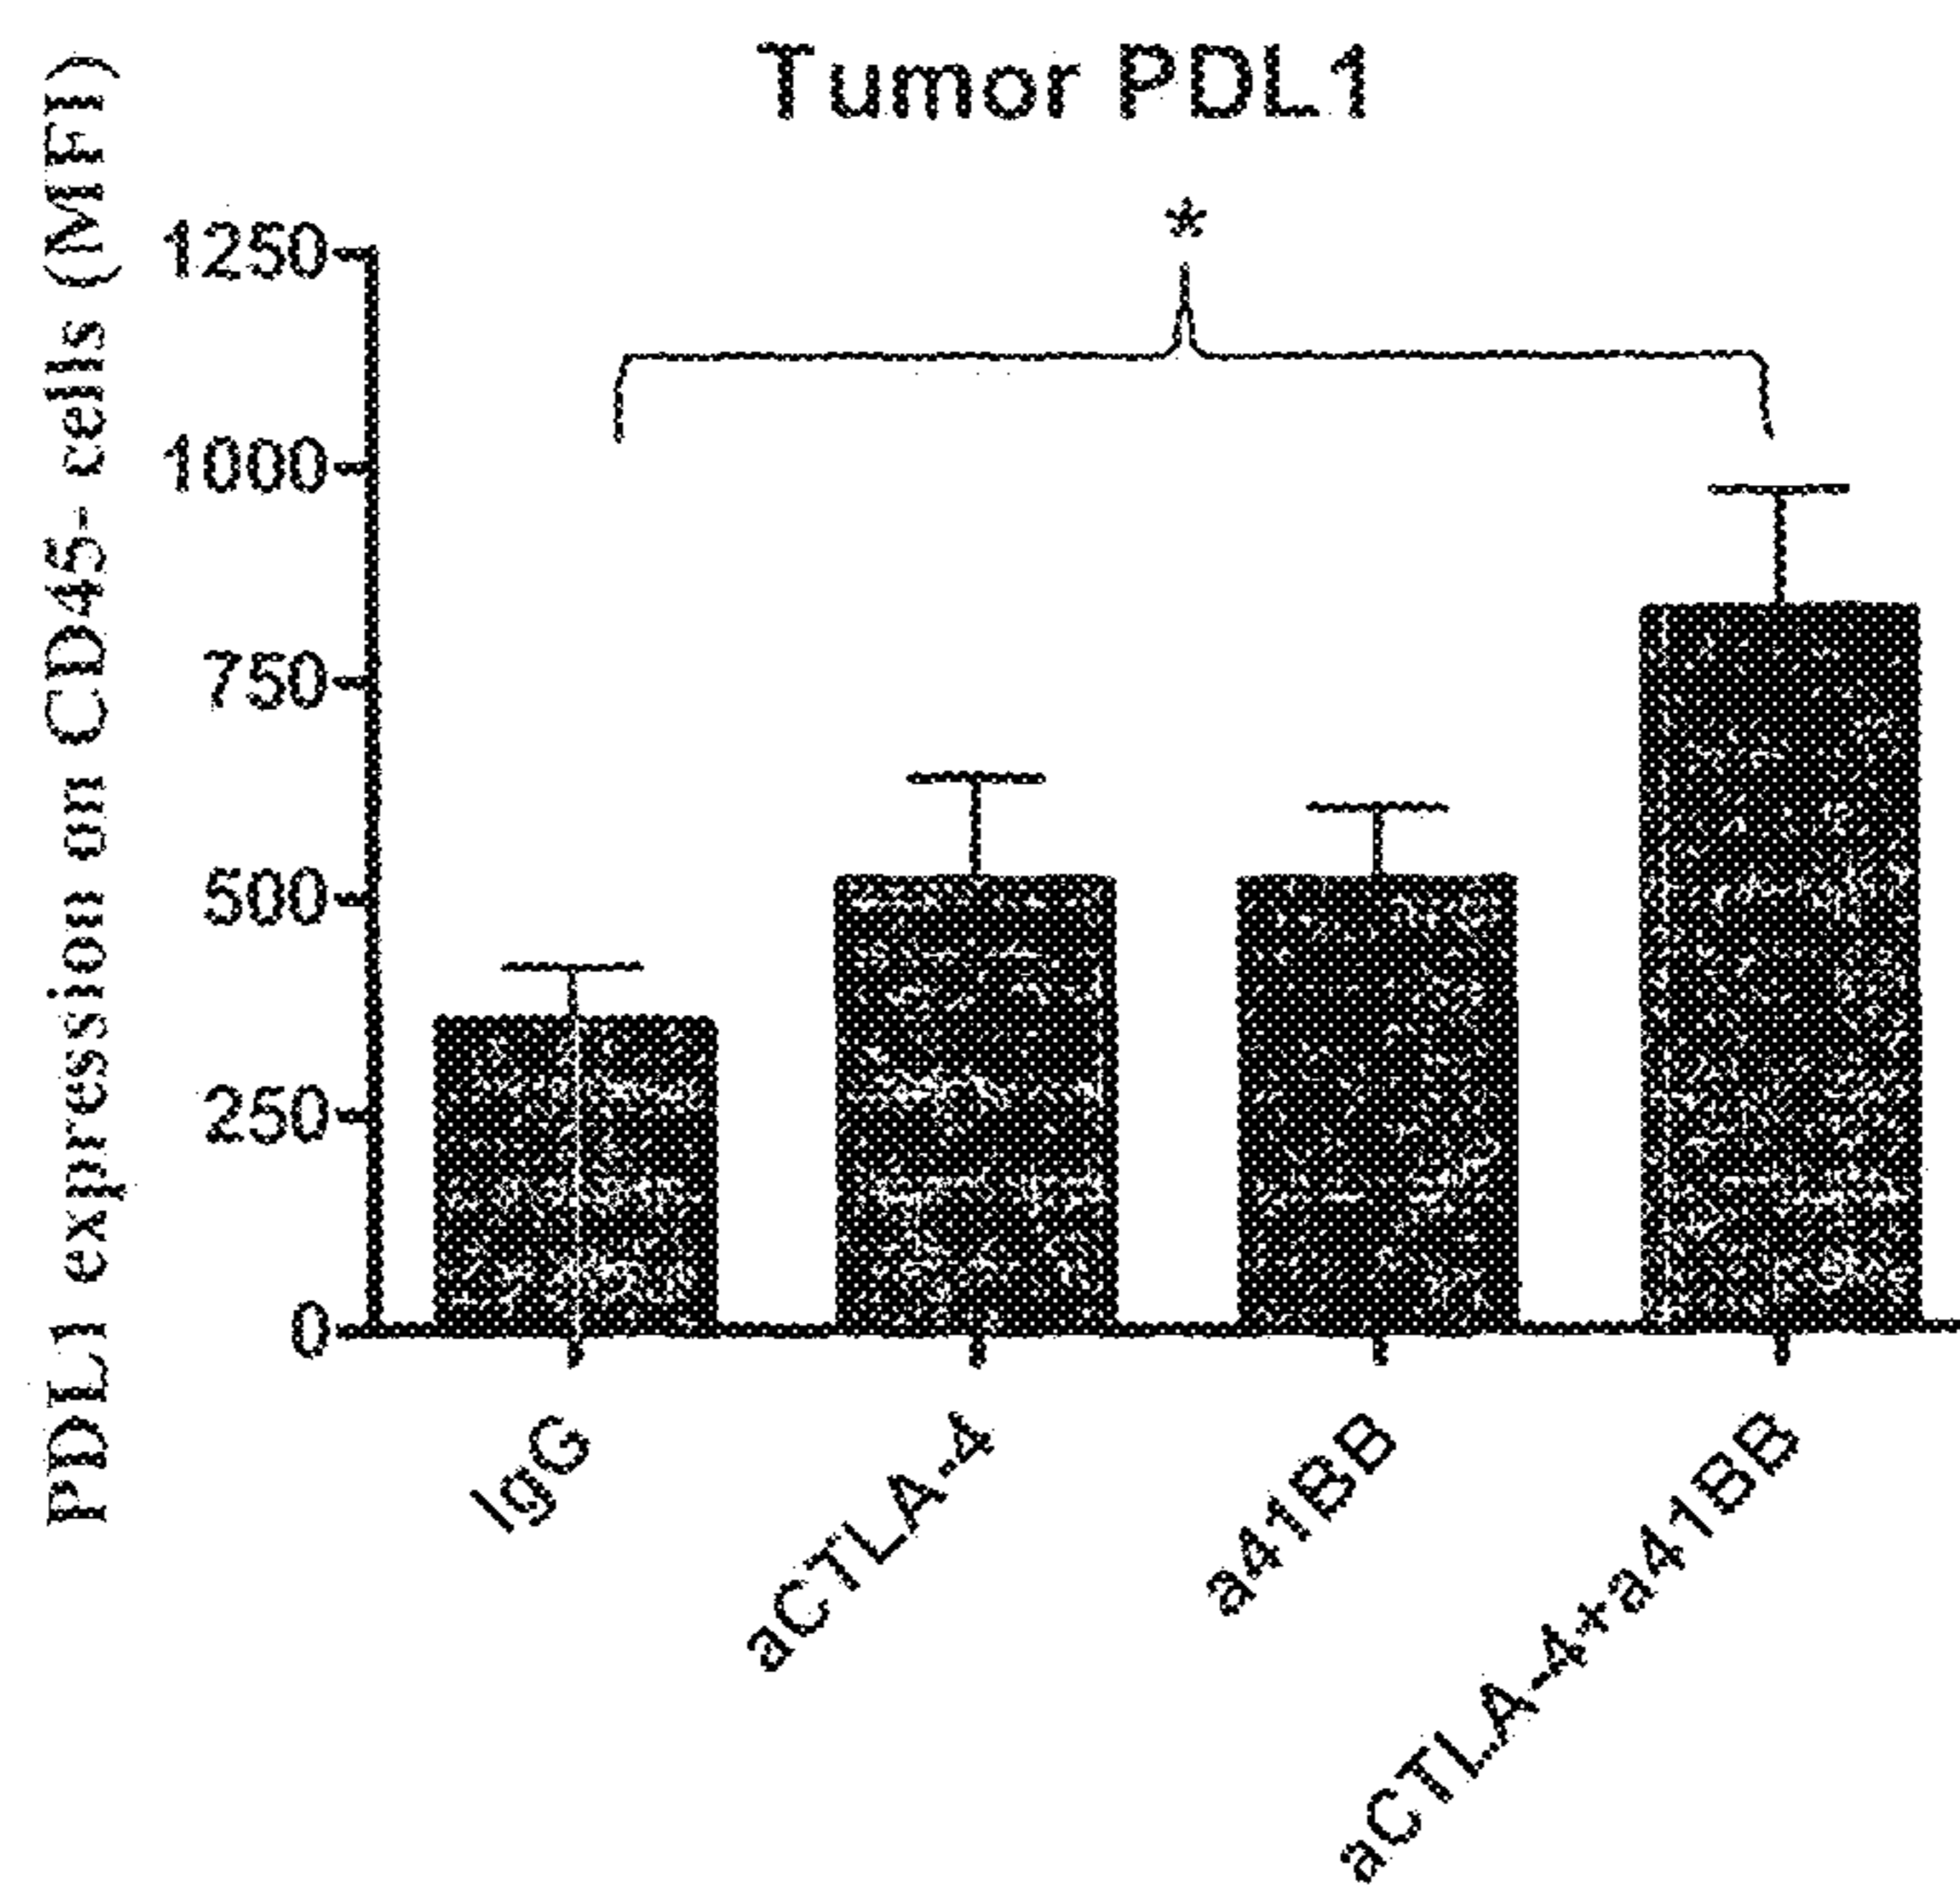 Tumor PDL1
*
PDL1 expression on CD45- cells (MFI)
1250
1000
750
500
250
0
IgG
aCTLA-4
a41BB
aCTLA-4+a41BB